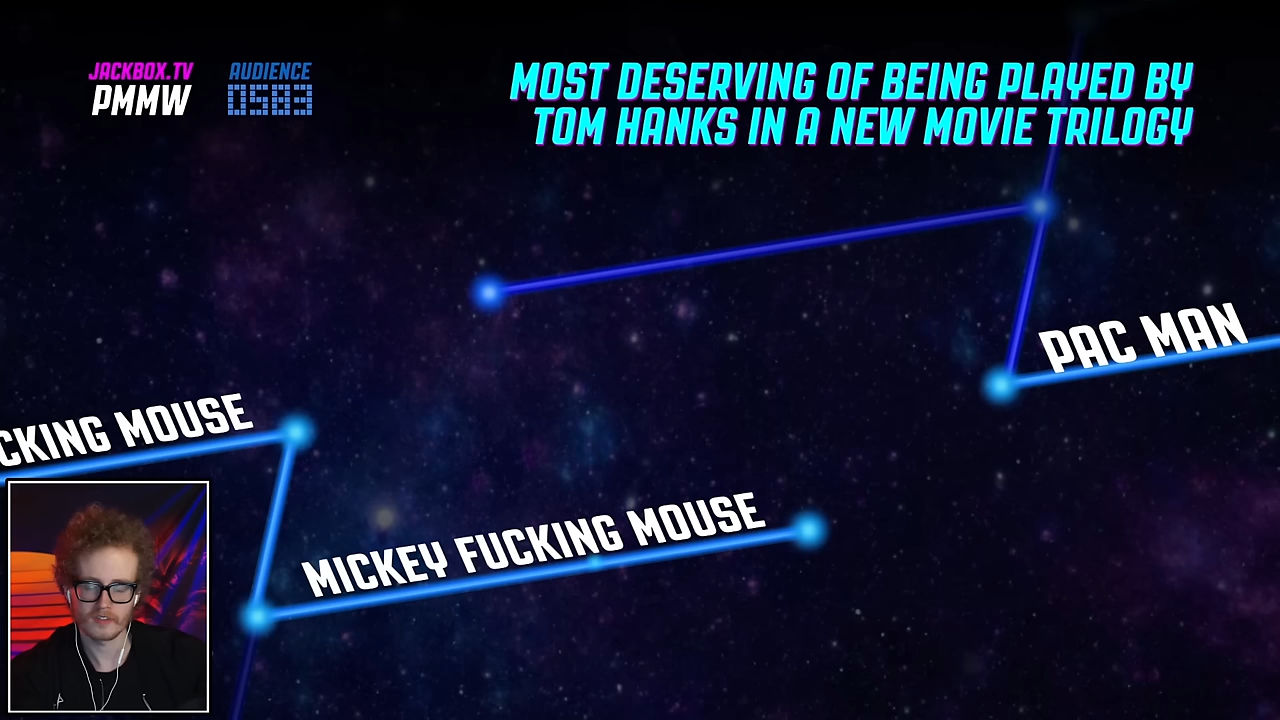 JACKBOX.TV
PMMW
AUDIENCE
0583
MOST DESERVING OF BEING PLAYED BY
TOM HANKS IN A NEW MOVIE TRILOGY
PAC MAN
CKING MOUSE
MICKEY FUCKING MOUSE